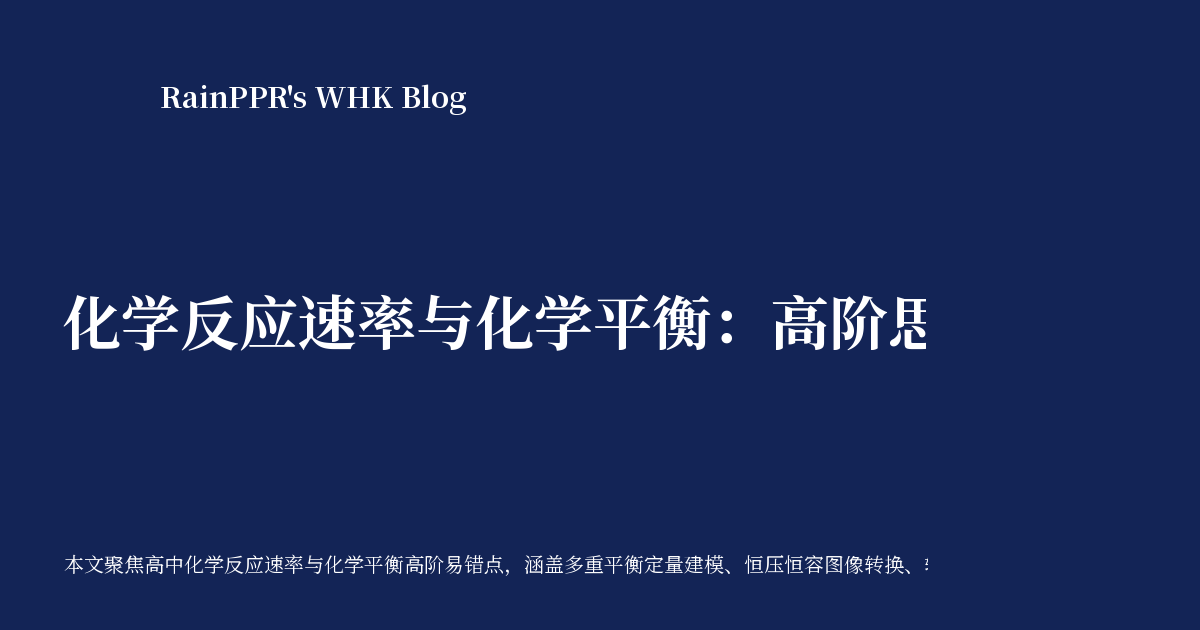 RainPPR's WHK Blog
化学反应速率与化学平衡：高阶思
本文聚焦高中化学反应速率与化学平衡高阶易错点，涵盖多重平衡定量建模、恒压恒容图像转换、